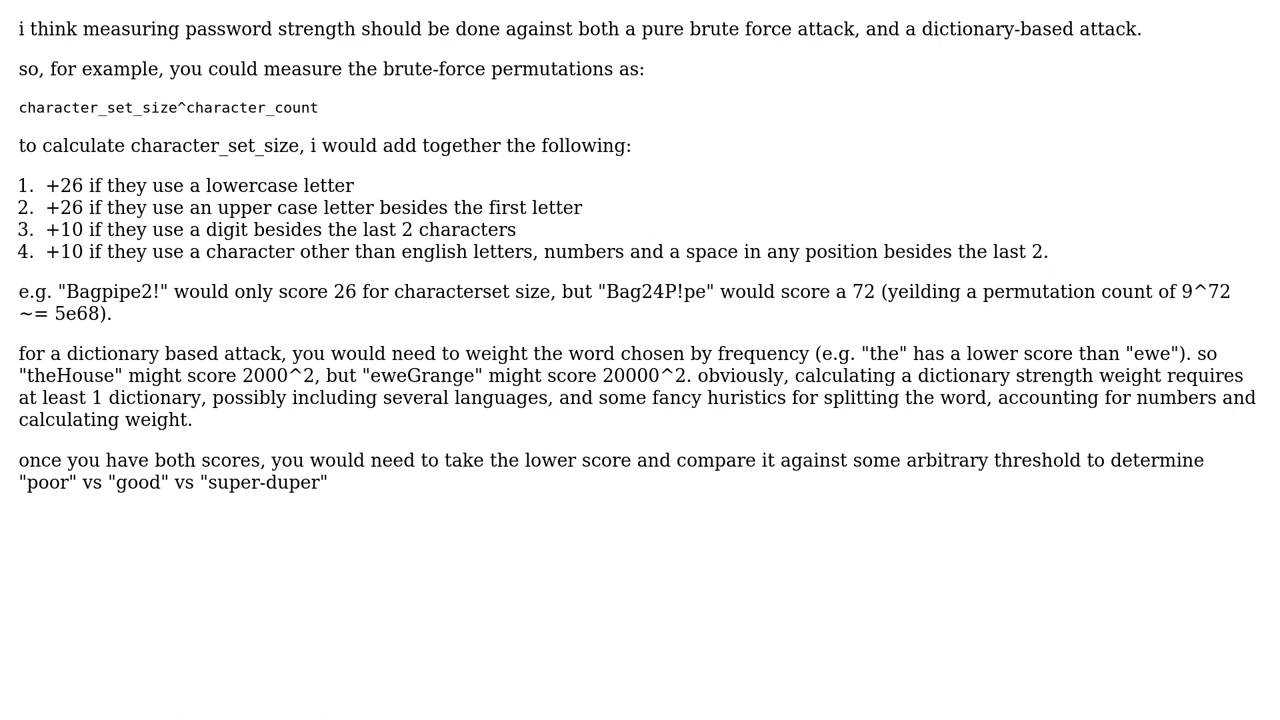 i think measuring password strength should be done against both a pure brute force attack, and a dictionary-based attack.
so, for example, you could measure the brute-force permutations as:
character_set_size^character_count
to calculate character_set_size, i would add together the following:
1. +26 if they use a lowercase letter
2. +26 if they use an upper case letter besides the first letter
3. +10 if they use a digit besides the last 2 characters
4. +10 if they use a character other than english letters, numbers and a space in any position besides the last 2.
e.g. "Bagpipe2!" would only score 26 for characterset size, but "Bag24P!pe" would score a 72 (yeilding a permutation count of 9^72
~= 5e68).
for a dictionary based attack, you would need to weight the word chosen by frequency (e.g. "the" has a lower score than "ewe"). so
"theHouse" might score 2000^2, but "eweGrange" might score 20000^2. obviously, calculating a dictionary strength weight requires
at least 1 dictionary, possibly including several languages, and some fancy huristics for splitting the word, accounting for numbers and
calculating weight.
once you have both scores, you would need to take the lower score and compare it against some arbitrary threshold to determine
"poor" vs "good" vs "super-duper"